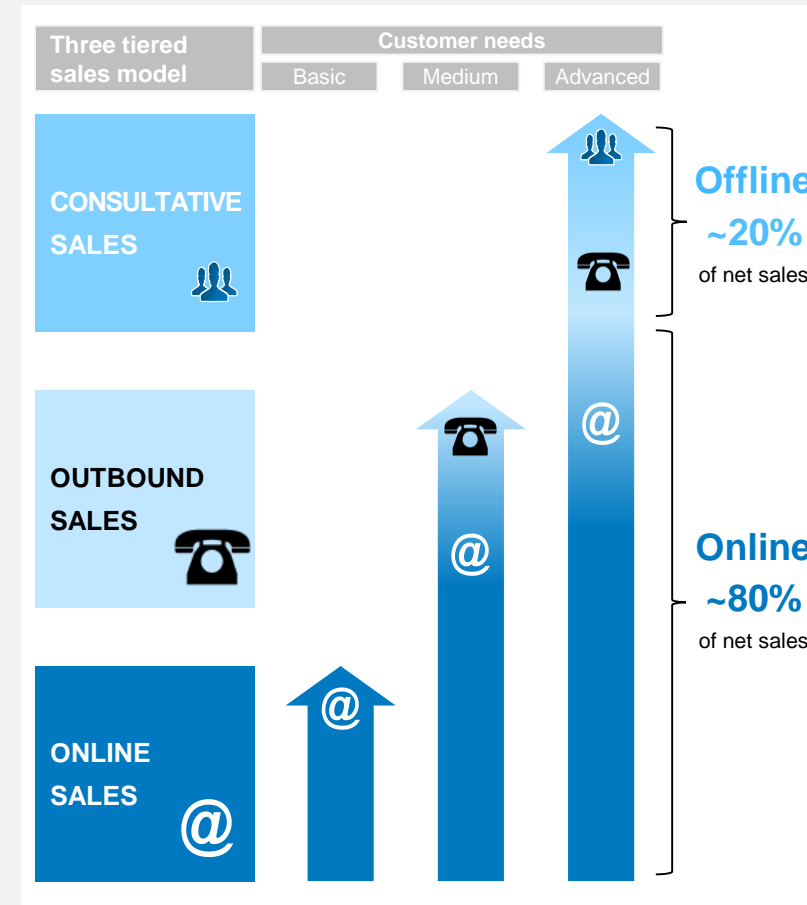 Three tiered
sales model
Customer needs
Basic
Medium
Advanced
CONSULTATIVE
SALES
Offline
~20%
of net sales
@
OUTBOUND
SALES
@
Online
~80%
of net sales
@
ONLINE
SALES
@